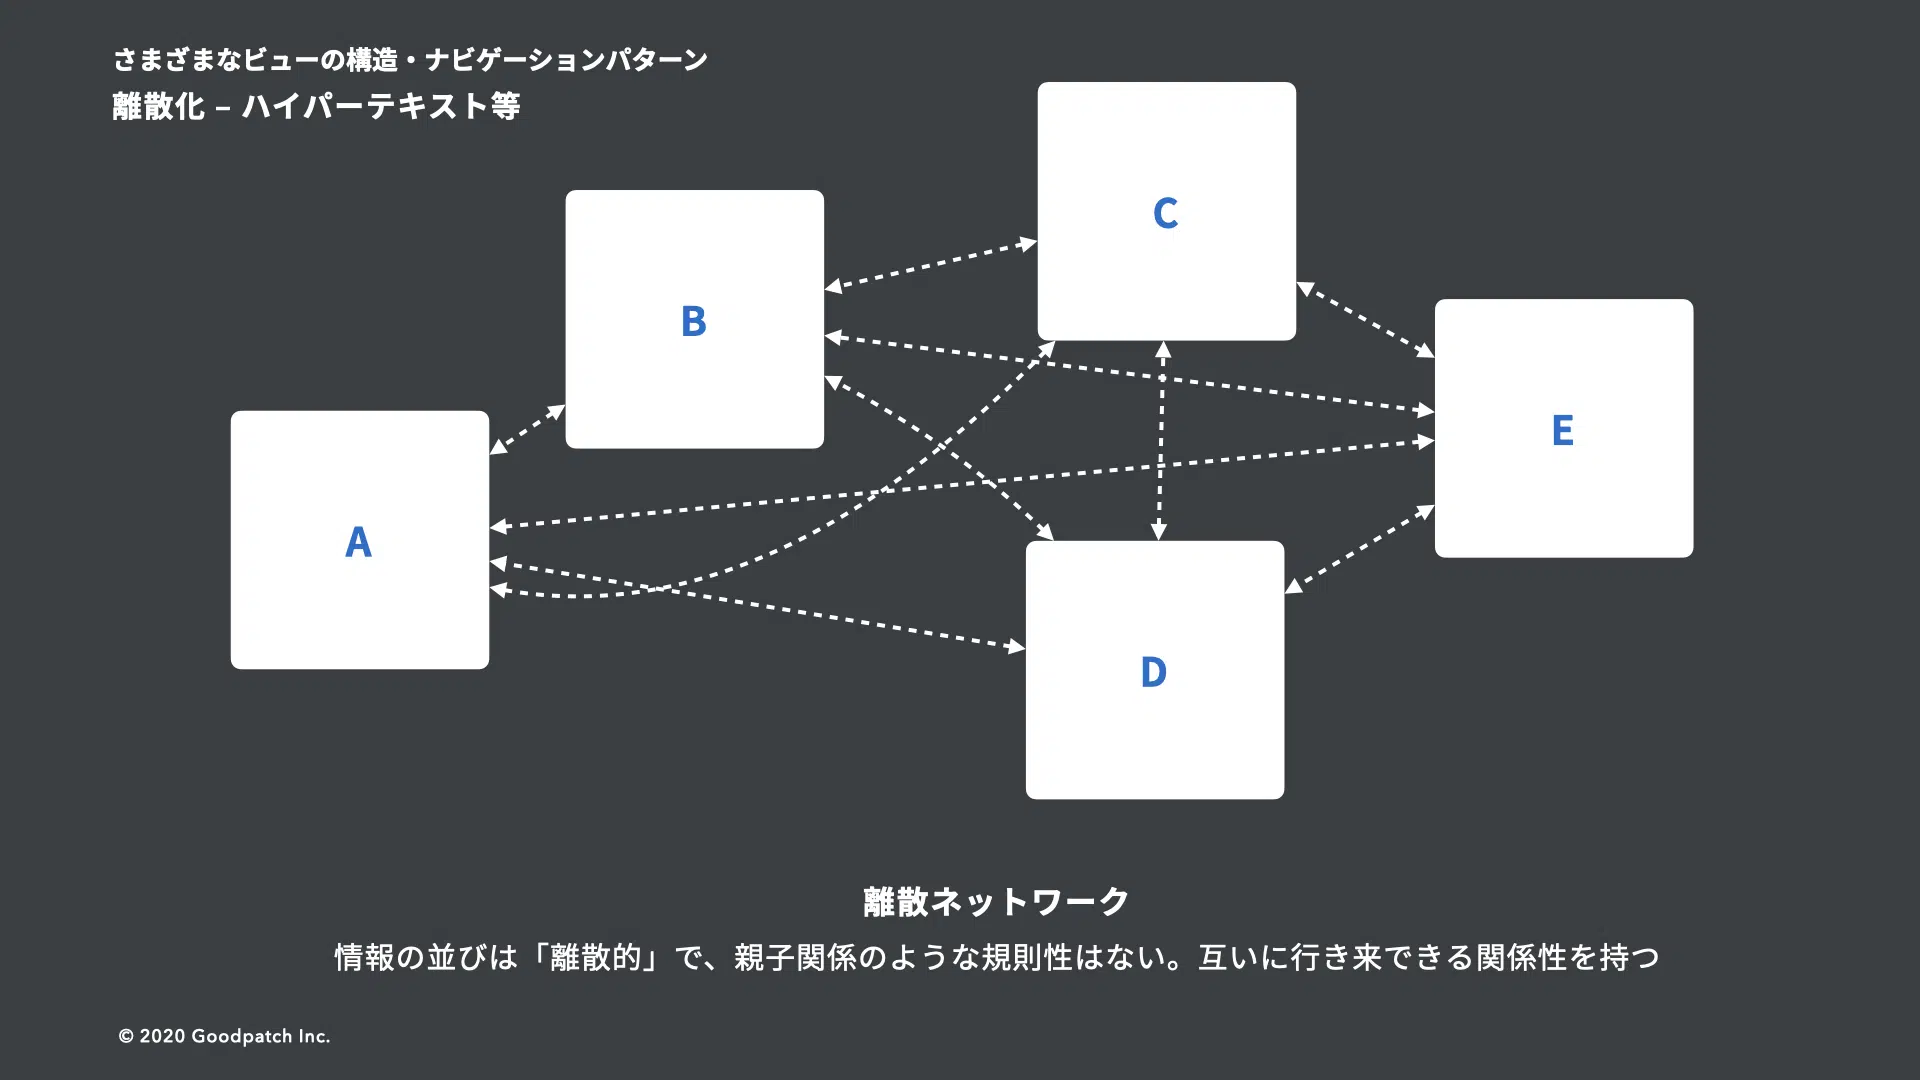 さまざまなビューの構造・ナビゲーションパターン
離散化 – ハイパーテキスト等
C
B
E
A
D
離散ネットワーク
情報の並びは「離散的」で、親子関係のような規則性はない。互いに行き来できる関係性を持つ
© 2020 Goodpatch Inc.